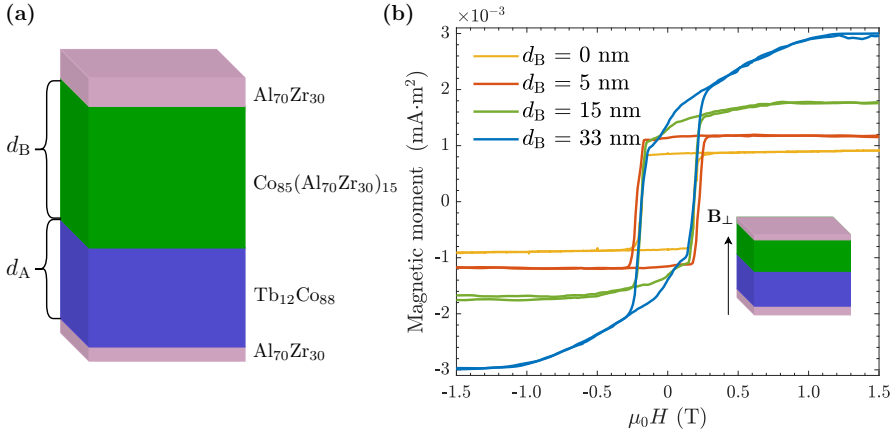 (a)
Al₇₀Zr₃₀
d_B
Co₈₅(Al₇₀Zr₃₀)₁₅
d_A
Tb₁₂Co₈₈
Al₇₀Zr₃₀
(b)
×10⁻³
3
2
1
0
-1
-2
-3
Magnetic moment (mA·m²)
d_B = 0 nm
d_B = 5 nm
d_B = 15 nm
d_B = 33 nm
B⊥
-1.5
-1
-0.5
0
0.5
1
1.5
μ₀H (T)